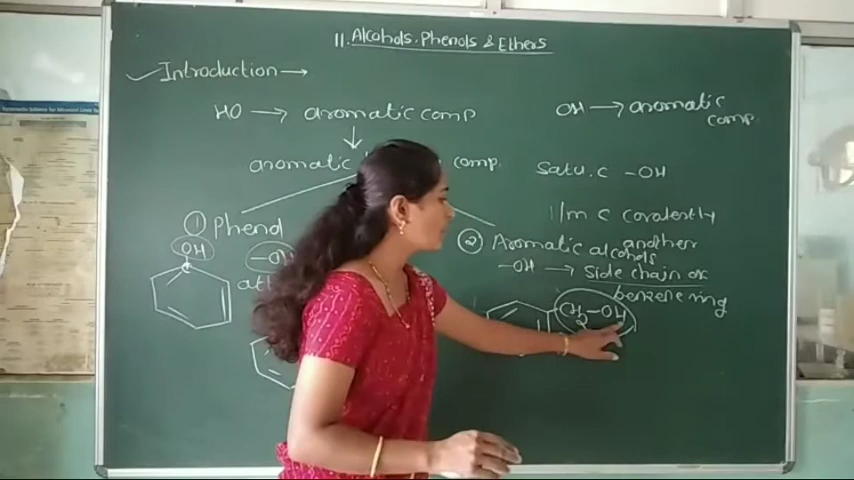 11. Alcohols, Phenols & Ethers
Introduction →
HO → aromatic comp
OH → aromatic
comp.
aromatic comp.
Satu. C -OH
① Phenol
11m C covalently
OH
② Aromatic alcohols
another
-OH → side chain or
benzene ring
CH2-OH